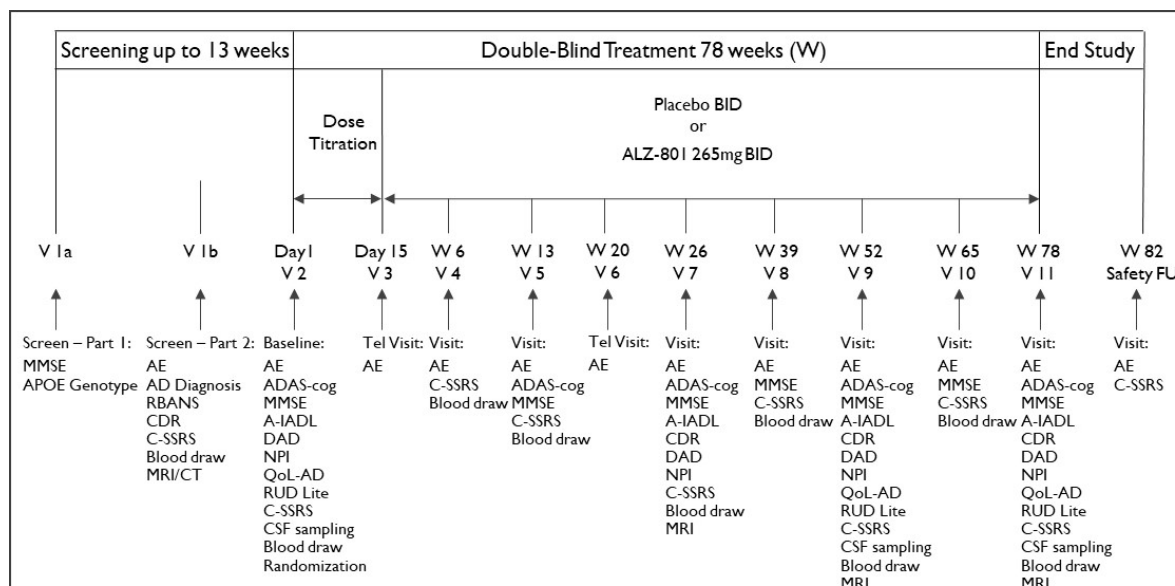 Screening up to 13 weeks
Double-Blind Treatment 78 weeks (W)
End Study
Dose
Titration
Placebo BID
or
ALZ-801 265mg BID
V 1a
V 1b
Day1
V 2
Day 15
V 3
W 6
V 4
W 13
V 5
W 20
V 6
W 26
V 7
W 39
V 8
W 52
V 9
W 65
V 10
W 78
V 11
W 82
Safety FU
Screen – Part 1:
MMSE
APOE Genotype
Screen – Part 2:
AE
AD Diagnosis
RBANS
CDR
C-SSRS
Blood draw
MRI/CT
Baseline:
AE
ADAS-cog
MMSE
A-IADL
DAD
NPI
QoL-AD
RUD Lite
C-SSRS
CSF sampling
Blood draw
Randomization
Tel Visit:
AE
Visit:
AE
C-SSRS
Blood draw
Visit:
AE
ADAS-cog
MMSE
C-SSRS
Blood draw
Tel Visit:
AE
Visit:
AE
ADAS-cog
MMSE
A-IADL
CDR
DAD
NPI
C-SSRS
Blood draw
MRI
Visit:
AE
MMSE
C-SSRS
Blood draw
Visit:
AE
ADAS-cog
MMSE
A-IADL
CDR
DAD
NPI
QoL-AD
RUD Lite
C-SSRS
CSF sampling
Blood draw
MRI
Visit:
AE
MMSE
C-SSRS
Blood draw
Visit:
AE
ADAS-cog
MMSE
A-IADL
CDR
DAD
NPI
QoL-AD
RUD Lite
C-SSRS
CSF sampling
Blood draw
MRI
Visit:
AE
C-SSRS